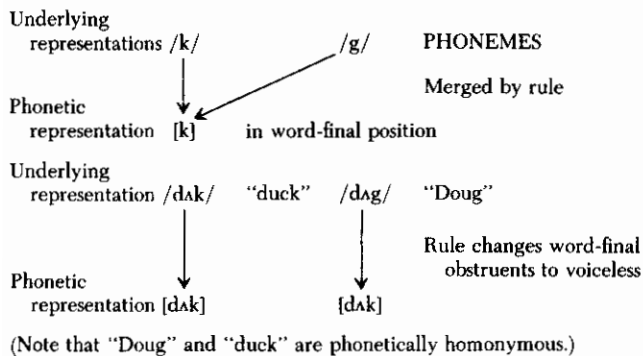 Underlying
representations /k/ /g/ PHONEMES
Merged by rule
Phonetic
representation [k] in word-final position
Underlying
representation /dʌk/ "duck" /dʌg/ "Doug"
Rule changes word-final
obstruents to voiceless
Phonetic
representation [dʌk] [dʌk]
(Note that "Doug" and "duck" are phonetically homonymous.)